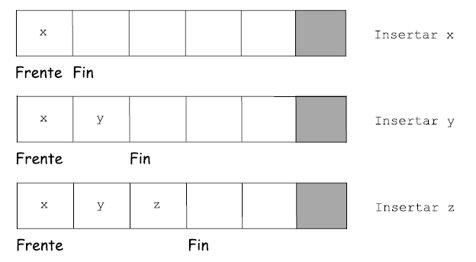 x Insertar x
Frente Fin
x y Insertar y
Frente Fin
x y z Insertar z
Frente Fin